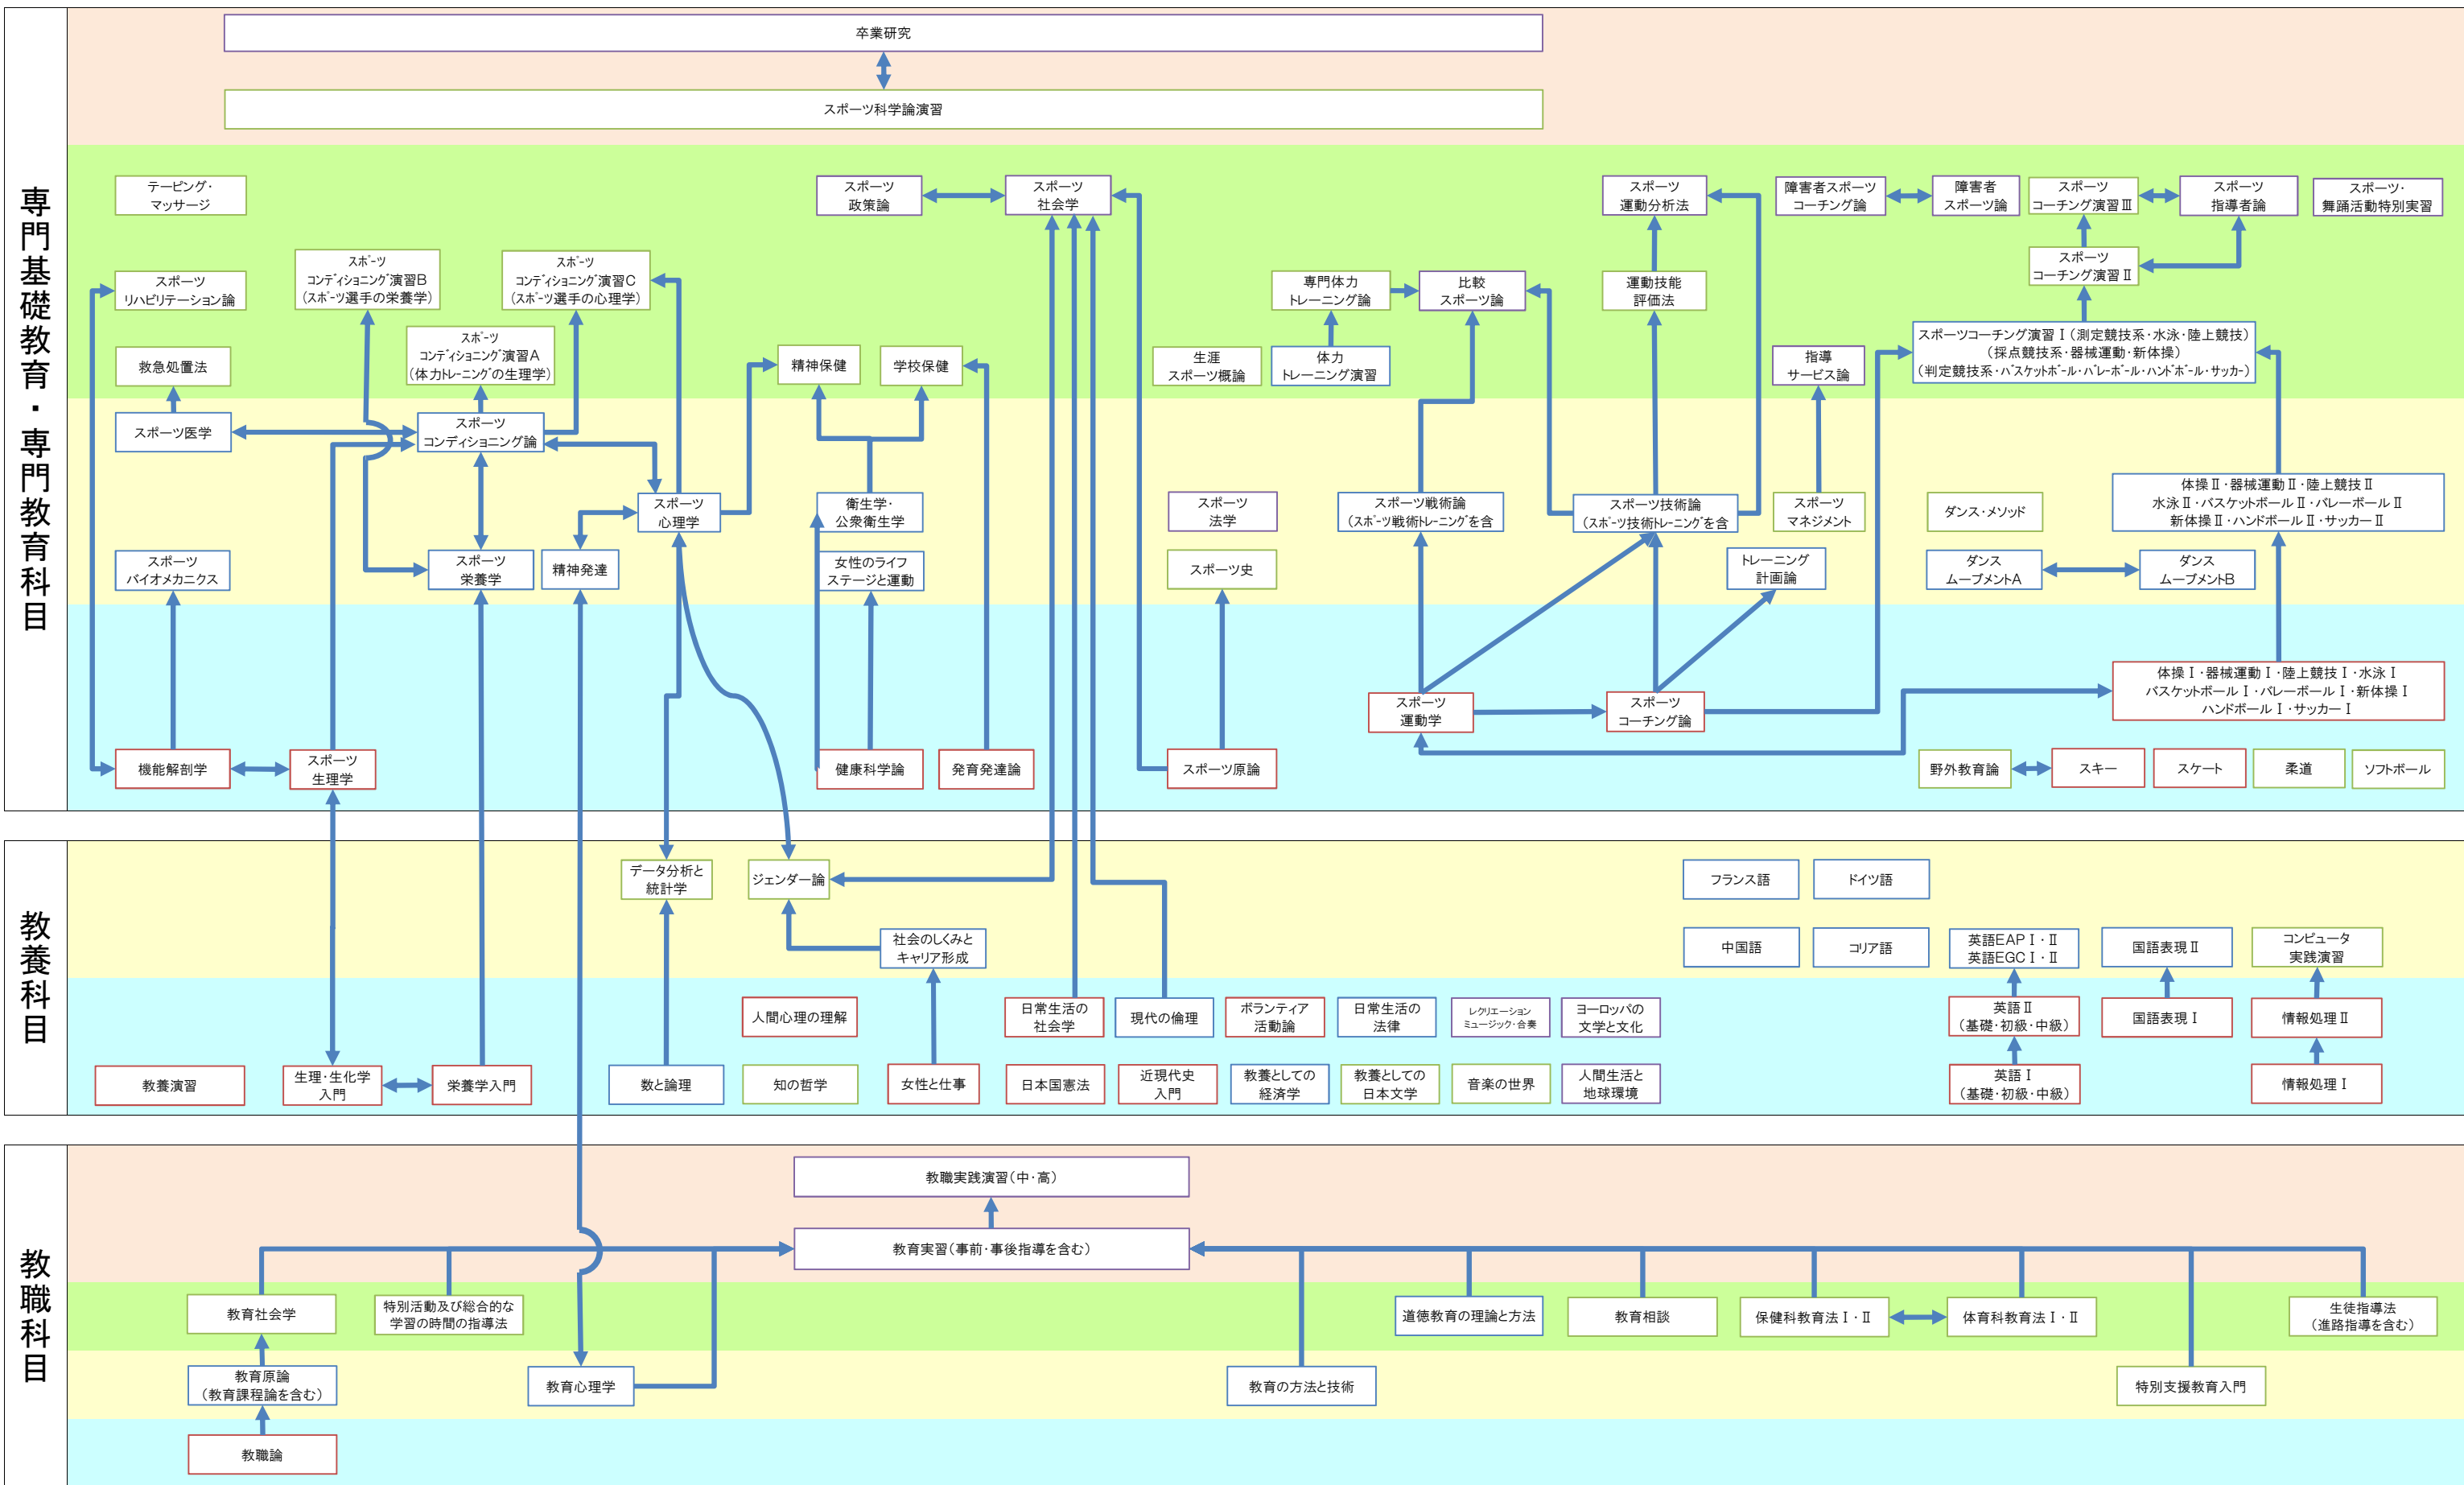 専門基礎教育・専門教育科目
卒業研究
スポーツ科学論演習
テーピング・
マッサージ
スポーツ
政策論
スポーツ
社会学
スポーツ
運動分析法
障害者スポーツ
コーチング論
障害者
スポーツ論
スポーツ
コーチング演習Ⅲ
スポーツ
指導者論
スポーツ・
舞踊活動特別実習
スポーツ
リハビリテーション論
スポーツ
コンディショニング演習B
(スポーツ選手の栄養学)
スポーツ
コンディショニング演習C
(スポーツ選手の心理学)
専門体力
トレーニング論
比較
スポーツ論
運動技能
評価法
スポーツ
コーチング演習Ⅱ
救急処置法
スポーツ
コンディショニング演習A
(体力トレーニングの生理学)
精神保健
学校保健
生涯
スポーツ概論
体力
トレーニング演習
指導
サービス論
スポーツコーチング演習Ⅰ(測定競技系・水泳・陸上競技)
(採点競技系・器械運動・新体操)
(判定競技系・バスケットボール・バレーボール・ハンドボール・サッカー)
スポーツ医学
スポーツ
コンディショニング論
スポーツ
心理学
衛生学・
公衆衛生学
スポーツ
法学
スポーツ戦術論
(スポーツ戦術トレーニングを含
スポーツ技術論
(スポーツ技術トレーニングを含
スポーツ
マネジメント
ダンス・メソッド
体操Ⅱ・器械運動Ⅱ・陸上競技Ⅱ
水泳Ⅱ・バスケットボールⅡ・バレーボールⅡ
新体操Ⅱ・ハンドボールⅡ・サッカーⅡ
スポーツ
バイオメカニクス
スポーツ
栄養学
精神発達
女性のライフ
ステージと運動
スポーツ史
トレーニング
計画論
ダンス
ムーブメントA
ダンス
ムーブメントB
スポーツ
運動学
スポーツ
コーチング論
体操Ⅰ・器械運動Ⅰ・陸上競技Ⅰ・水泳Ⅰ
バスケットボールⅠ・バレーボールⅠ・新体操Ⅰ
ハンドボールⅠ・サッカーⅠ
機能解剖学
スポーツ
生理学
健康科学論
発育発達論
スポーツ原論
野外教育論
スキー
スケート
柔道
ソフトボール
教養科目
データ分析と
統計学
ジェンダー論
フランス語
ドイツ語
社会のしくみと
キャリア形成
中国語
コリア語
英語EAPⅠ・Ⅱ
英語EGCⅠ・Ⅱ
国語表現Ⅱ
コンピュータ
実践演習
人間心理の理解
日常生活の
社会学
現代の倫理
ボランティア
活動論
日常生活の
法律
レクリエーション
ミュージック・合奏
ヨーロッパの
文学と文化
英語Ⅱ
(基礎・初級・中級)
国語表現Ⅰ
情報処理Ⅱ
教養演習
生理・生化学
入門
栄養学入門
数と論理
知の哲学
女性と仕事
日本国憲法
近現代史
入門
教養としての
経済学
教養としての
日本文学
音楽の世界
人間生活と
地球環境
英語Ⅰ
(基礎・初級・中級)
情報処理Ⅰ
教職科目
教職実践演習(中・高)
教育実習(事前・事後指導を含む)
教育社会学
特別活動及び総合的な
学習の時間の指導法
道徳教育の理論と方法
教育相談
保健科教育法Ⅰ・Ⅱ
体育科教育法Ⅰ・Ⅱ
生徒指導法
(進路指導を含む)
教育原論
(教育課程論を含む)
教育心理学
教育の方法と技術
特別支援教育入門
教職論